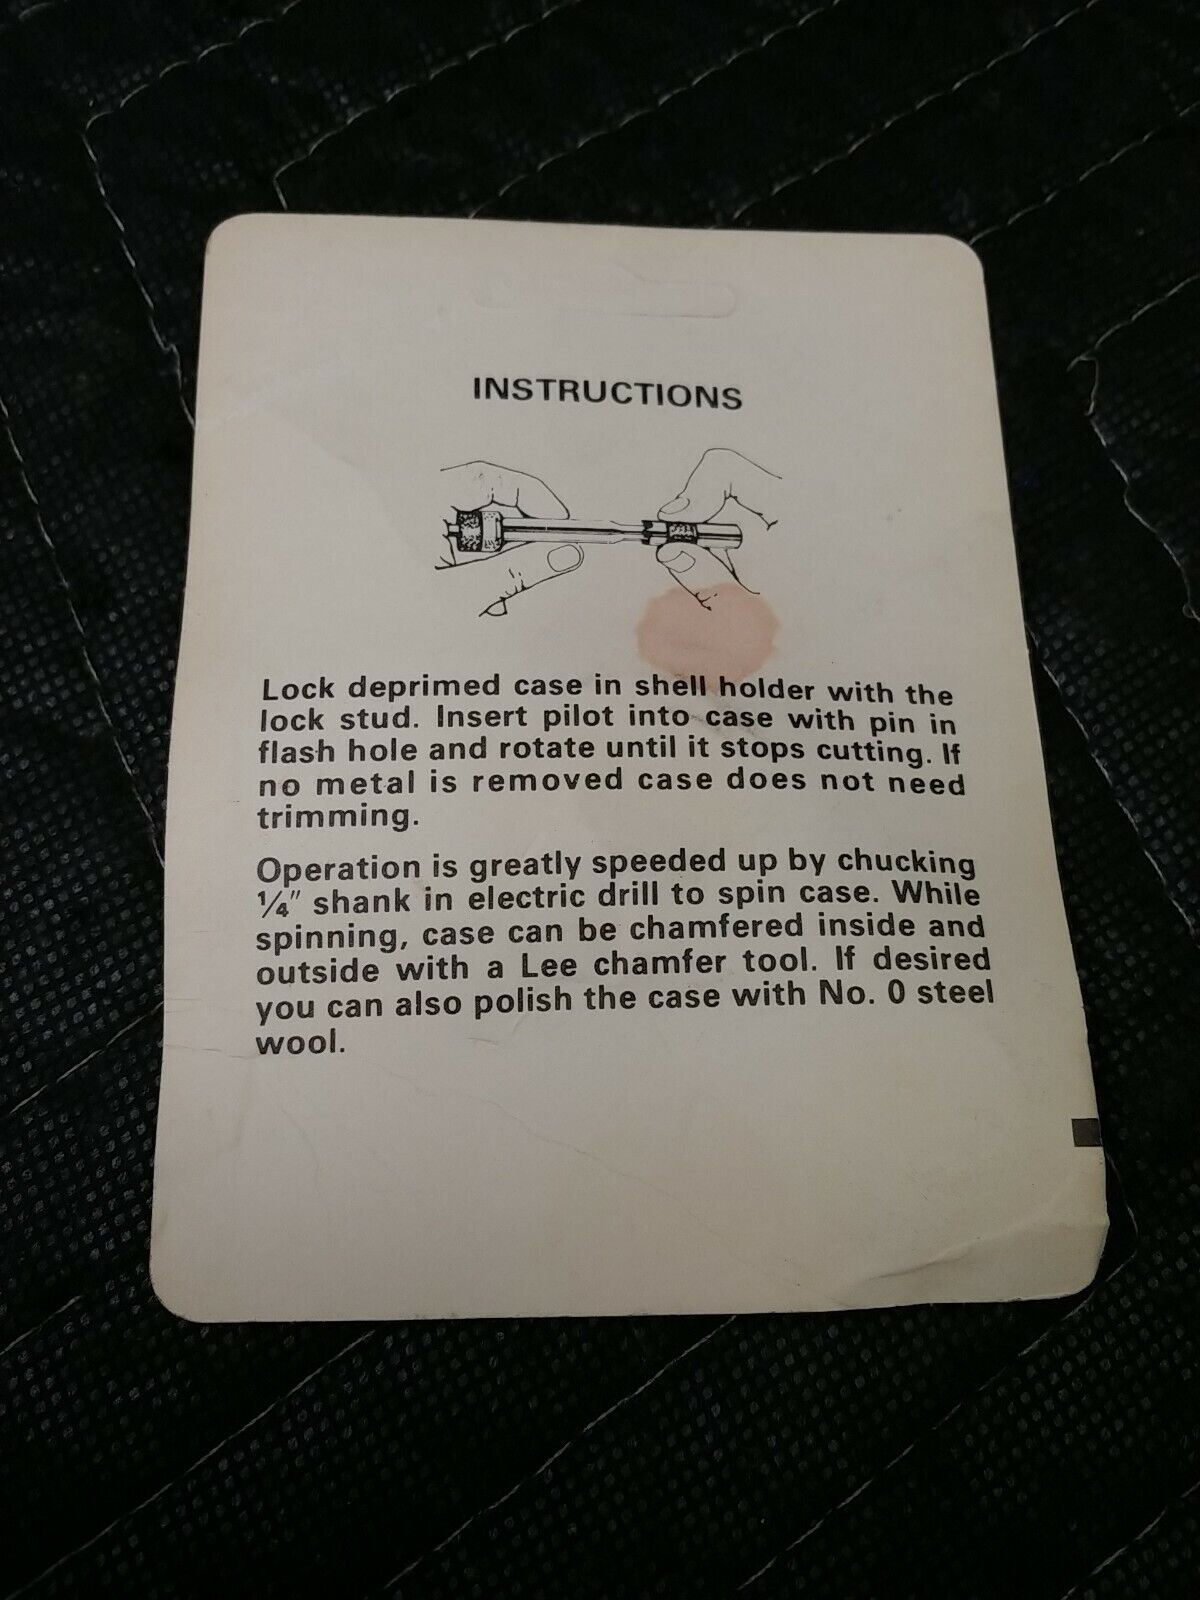 INSTRUCTIONS
Lock deprimed case in shell holder with the
lock stud. Insert pilot into case with pin in
flash hole and rotate until it stops cutting. If
no metal is removed case does not need
trimming.
Operation is greatly speeded up by chucking
¼" shank in electric drill to spin case. While
spinning, case can be chamfered inside and
outside with a Lee chamfer tool. If desired
you can also polish the case with No. 0 steel
wool.